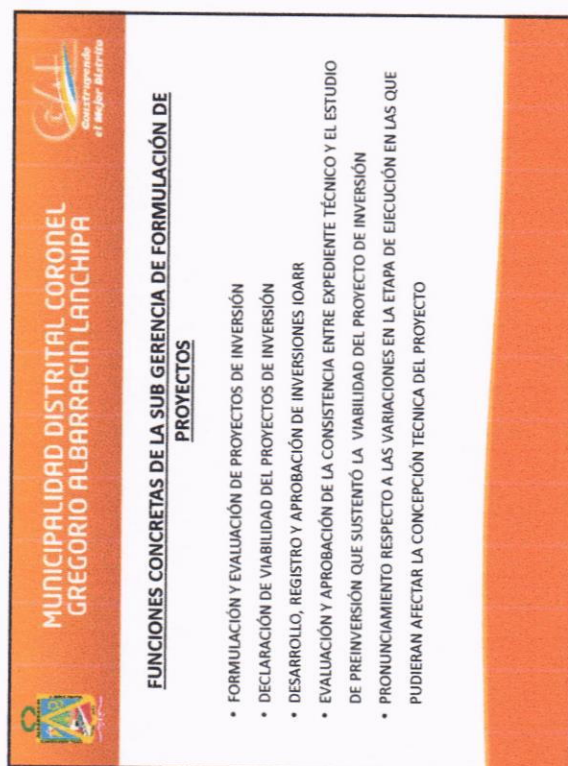 MUNICIPALIDAD DISTRITAL CORONEL
GREGORIO ALBARRACIN LANCHIPA
Construyendo
el Mejor Distrito
FUNCIONES CONCRETAS DE LA SUB GERENCIA DE FORMULACIÓN DE
PROYECTOS
• FORMULACIÓN Y EVALUACIÓN DE PROYECTOS DE INVERSIÓN
• DECLARACIÓN DE VIABILIDAD DEL PROYECTOS DE INVERSIÓN
• DESARROLLO, REGISTRO Y APROBACIÓN DE INVERSIONES IOARR
• EVALUACIÓN Y APROBACIÓN DE LA CONSISTENCIA ENTRE EXPEDIENTE TÉCNICO Y EL ESTUDIO
DE PREINVERSIÓN QUE SUSTENTÓ LA VIABILIDAD DEL PROYECTO DE INVERSIÓN
• PRONUNCIAMIENTO RESPECTO A LAS VARIACIONES EN LA ETAPA DE EJECUCIÓN EN LAS QUE
PUDIERAN AFECTAR LA CONCEPCIÓN TECNICA DEL PROYECTO